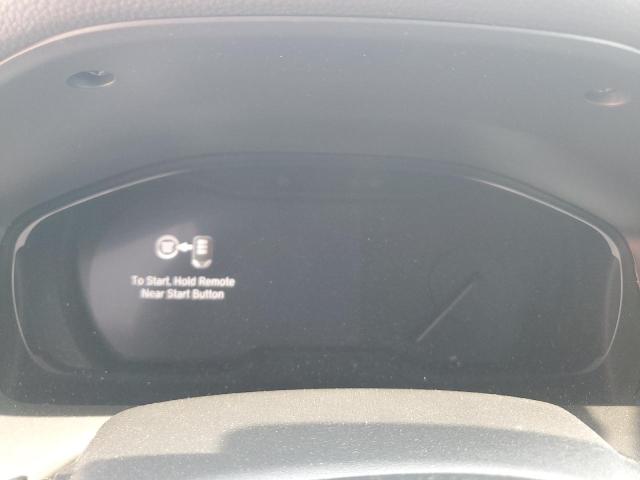 To Start, Hold Remote
Near Start Button